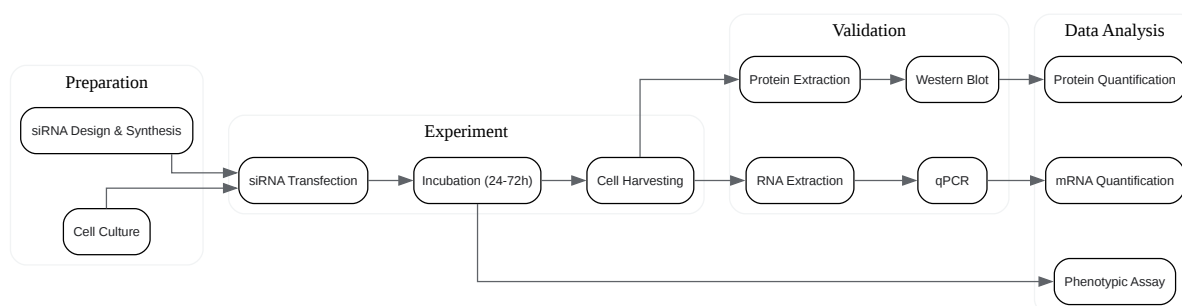 Preparation
siRNA Design & Synthesis
Cell Culture
Experiment
siRNA Transfection
Incubation (24-72h)
Cell Harvesting
Validation
Protein Extraction
Western Blot
RNA Extraction
qPCR
Data Analysis
Protein Quantification
mRNA Quantification
Phenotypic Assay